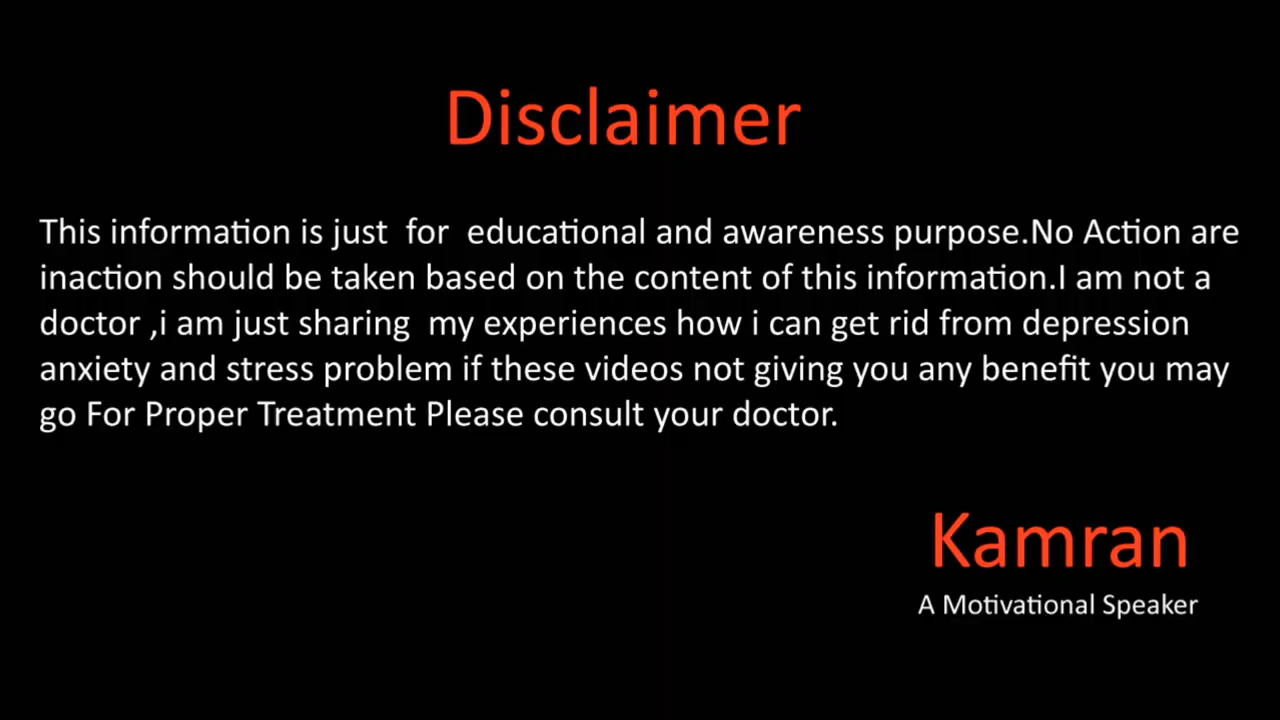 Disclaimer
This information is just  for  educational and awareness purpose.No Action are
inaction should be taken based on the content of this information.I am not a
doctor ,i am just sharing  my experiences how i can get rid from depression
anxiety and stress problem if these videos not giving you any benefit you may
go For Proper Treatment Please consult your doctor.
Kamran
A Motivational Speaker